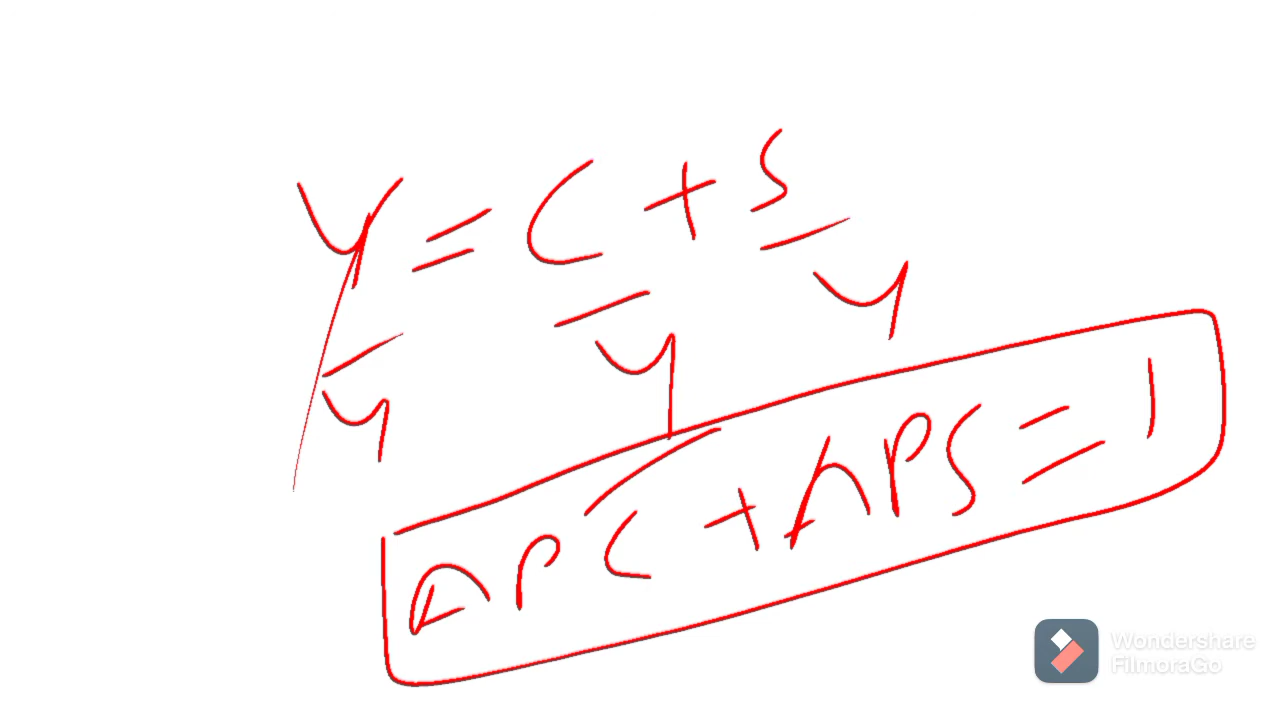 y = C + S
y y y
APC + APS = 1
Wondershare
FilmoraGo